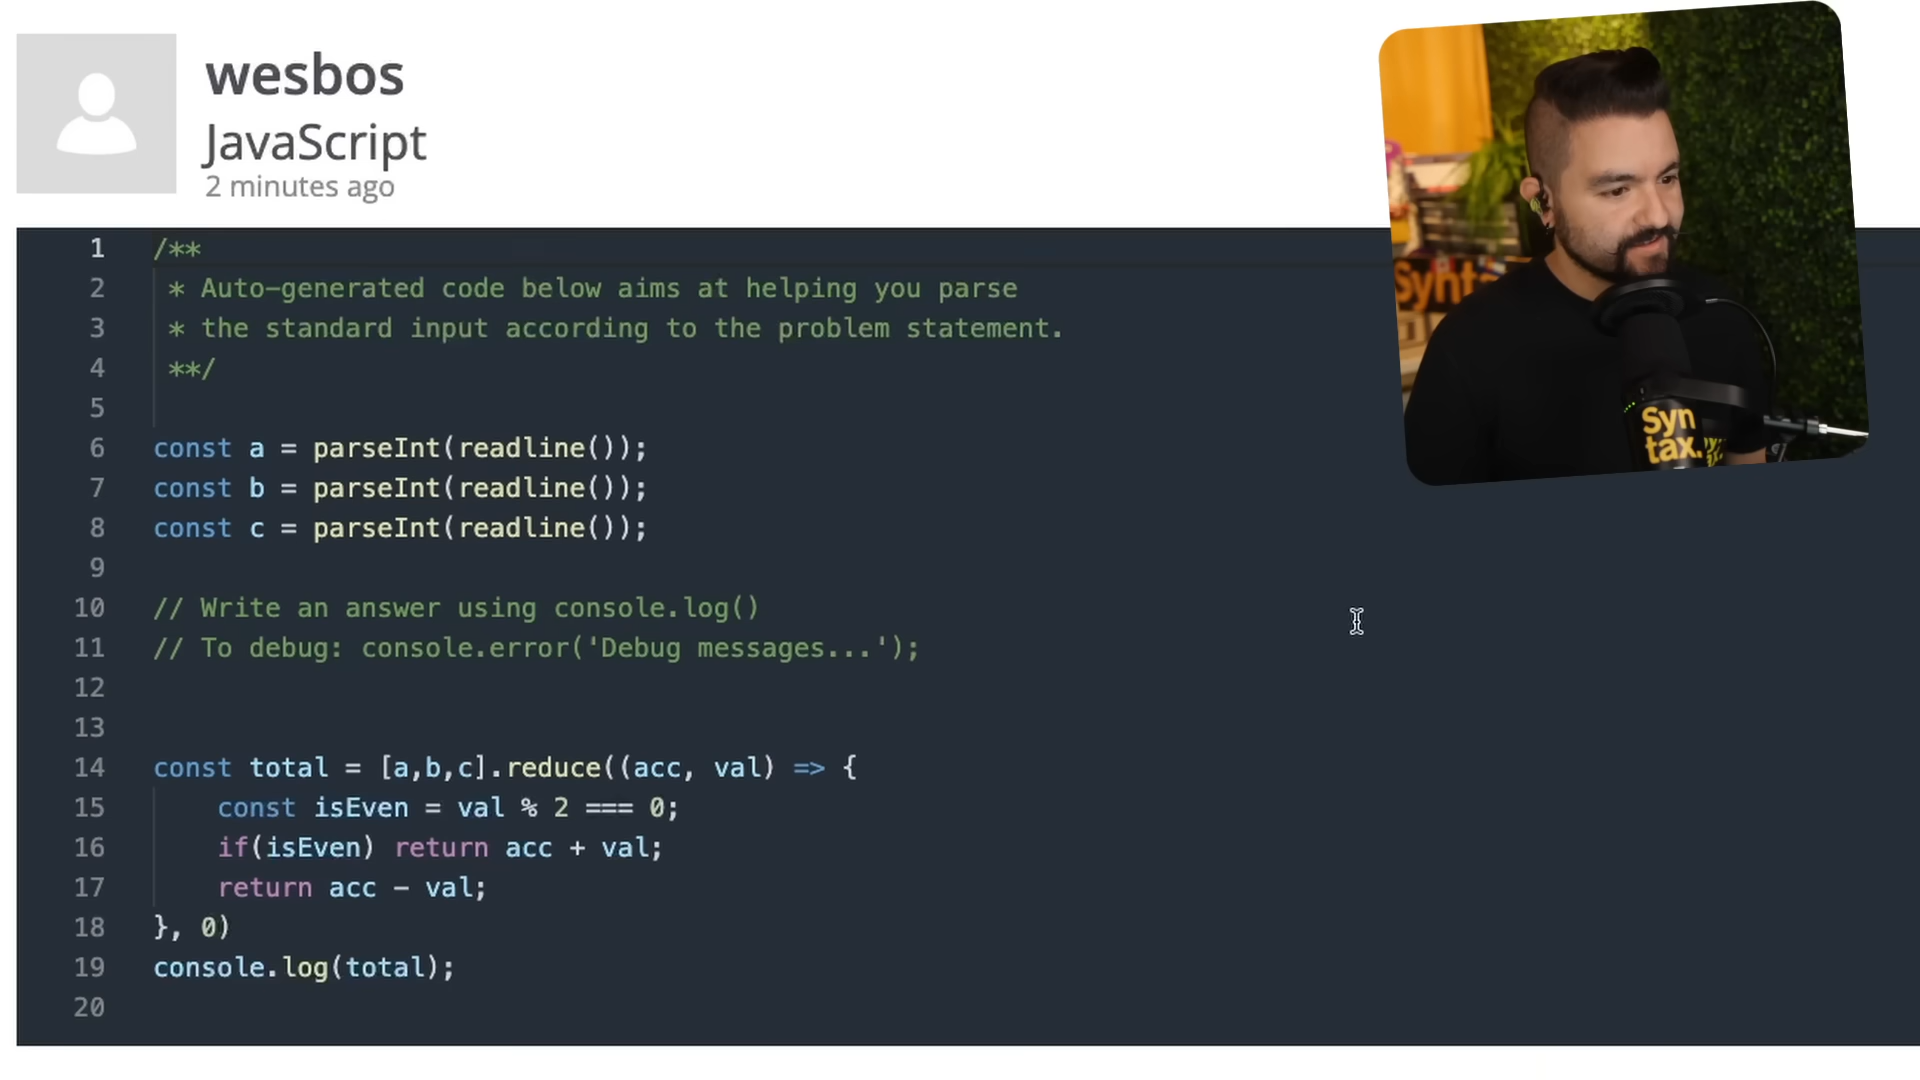 wesbos
JavaScript
2 minutes ago
1 /**
2 * Auto-generated code below aims at helping you parse
3 * the standard input according to the problem statement.
4 **/
5
6 const a = parseInt(readline());
7 const b = parseInt(readline());
8 const c = parseInt(readline());
9
10 // Write an answer using console.log()
11 // To debug: console.error('Debug messages...');
12
13
14 const total = [a,b,c].reduce((acc, val) => {
15 const isEven = val % 2 === 0;
16 if(isEven) return acc + val;
17 return acc - val;
18 }, 0)
19 console.log(total);
20
Synt
Syn
tax.